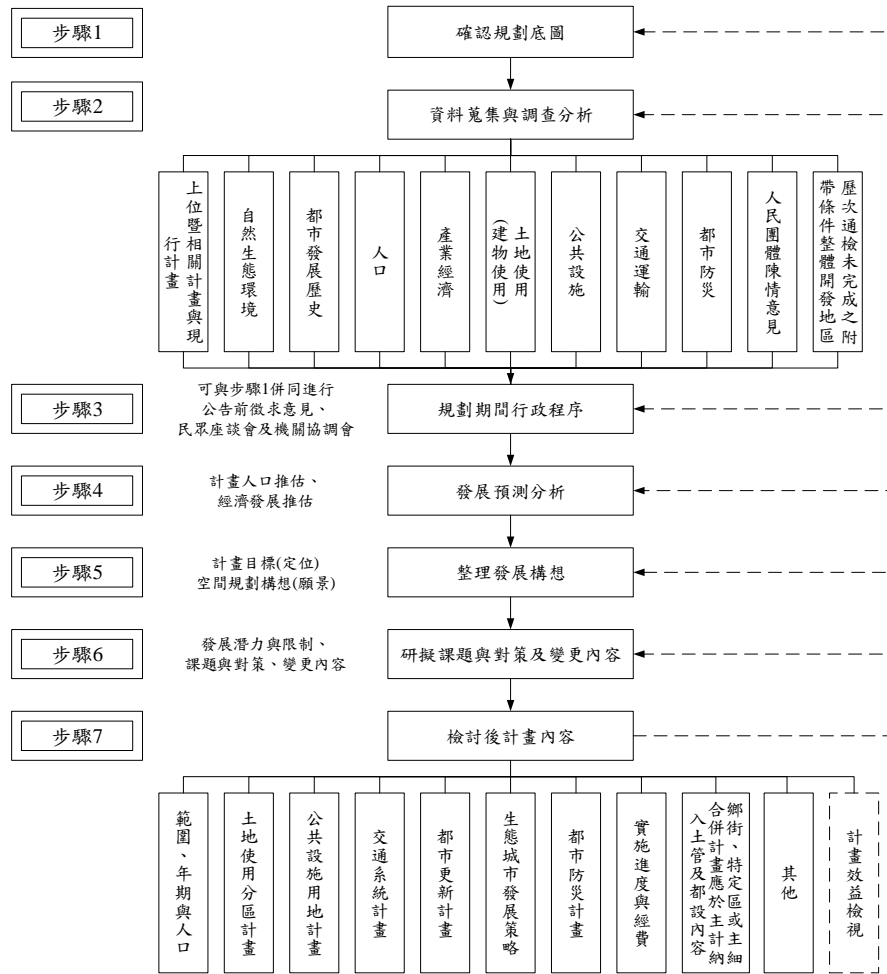 步驟1
確認規劃底圖
步驟2
資料蒐集與調查分析
上位暨相關計畫與現
行計畫
自然生態環境
都市發展歷史
人口
產業經濟
土地使用
(建物使用)
公共設施
交通運輸
都市防災
人民團體陳情意見
歷次通檢未完成之附
帶條件整體開發地區
步驟3
可與步驟1併同進行
公告前徵求意見、
民眾座談會及機關協調會
規劃期間行政程序
步驟4
計畫人口推估、
經濟發展推估
發展預測分析
步驟5
計畫目標(定位)
空間規劃構想(願景)
整理發展構想
步驟6
發展潛力與限制、
課題與對策、變更內容
研擬課題與對策及變更內容
步驟7
檢討後計畫內容
範圍、年期與人口
土地使用分區計畫
公共設施用地計畫
交通系統計畫
都市更新計畫
生態城市發展策略
都市防災計畫
實施進度與經費
鄉街、特定區或主細
合併計畫應於主計納
入土管及都設內容
其他
計畫效益檢視